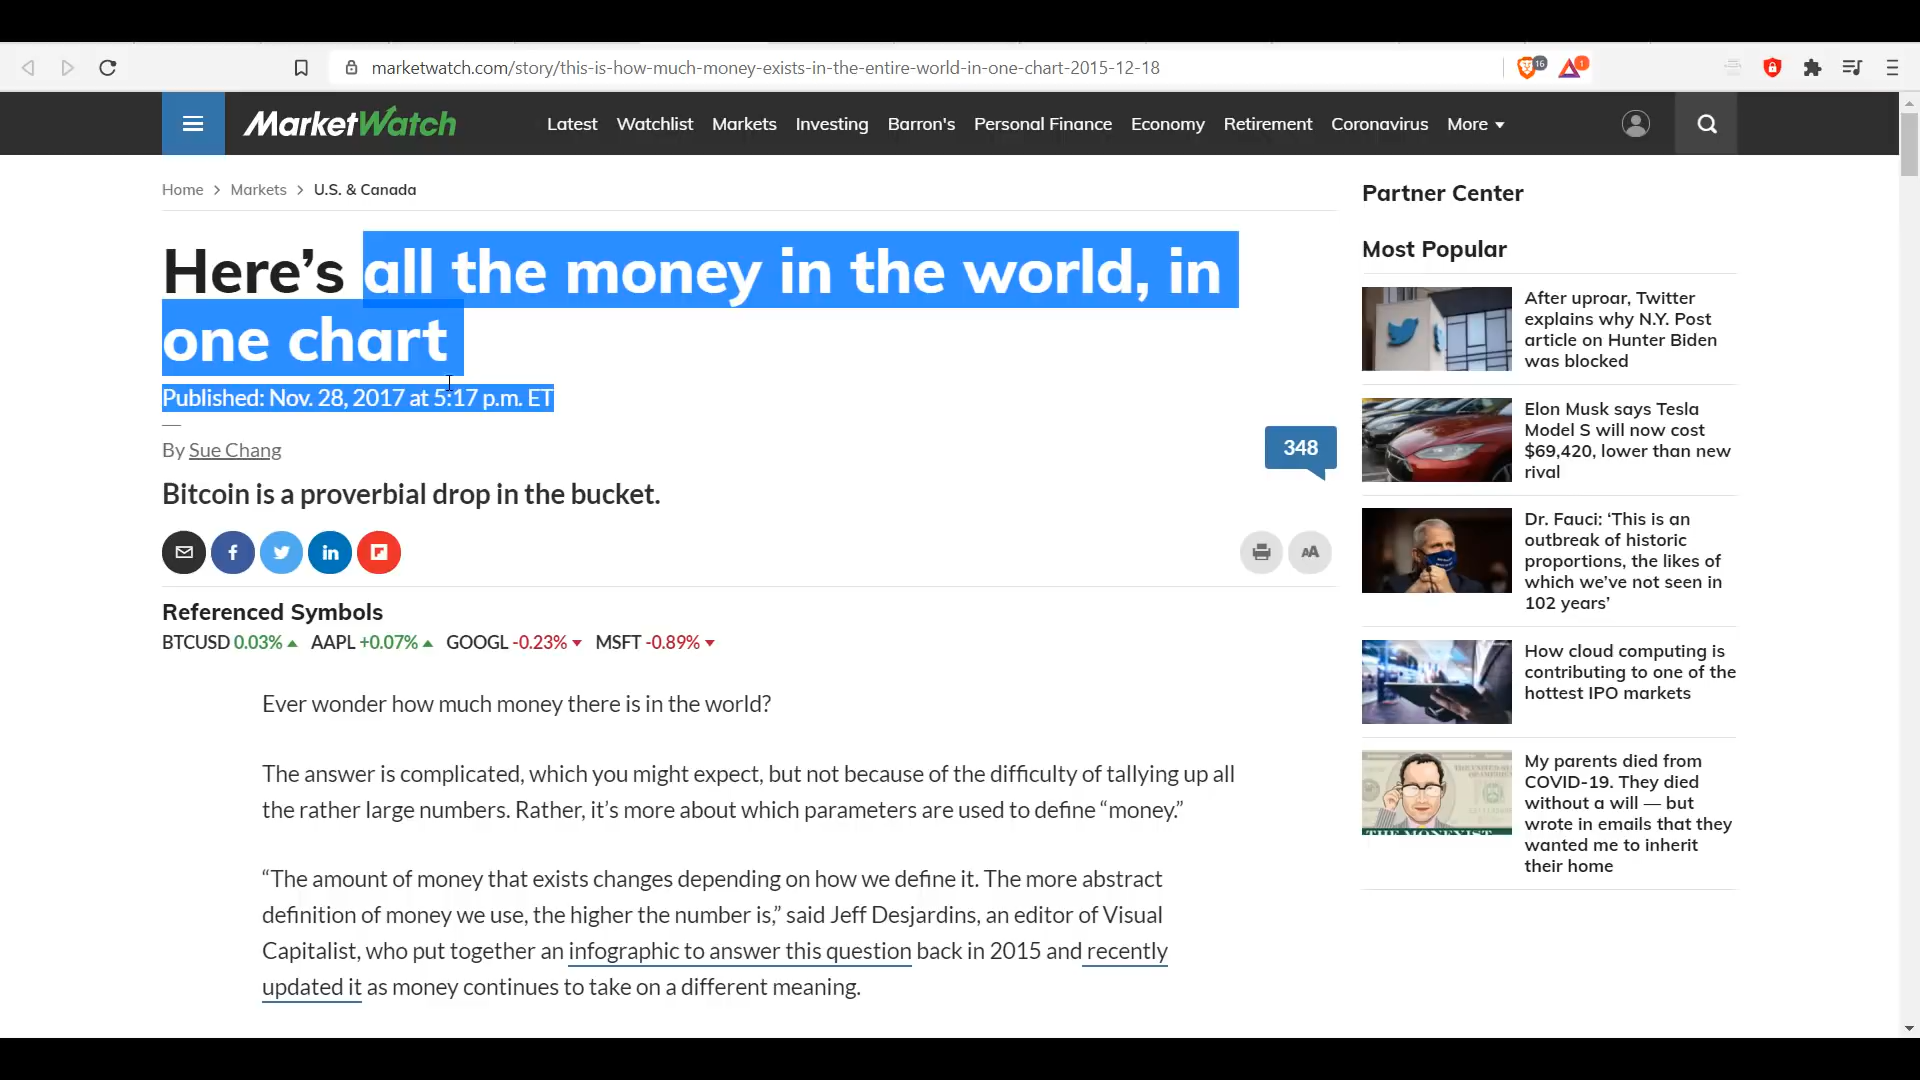 marketwatch.com/story/this-is-how-much-money-exists-in-the-entire-world-in-one-chart-2015-12-18
16
1
MarketWatch
Latest Watchlist Markets Investing Barron's Personal Finance Economy Retirement Coronavirus More
Home > Markets > U.S. & Canada
Here’s all the money in the world, in
one chart
Published: Nov. 28, 2017 at 5:17 p.m. ET
By Sue Chang
348
Bitcoin is a proverbial drop in the bucket.
AA
Referenced Symbols
BTCUSD 0.03% AAPL +0.07% GOOGL -0.23% MSFT -0.89%
Ever wonder how much money there is in the world?
The answer is complicated, which you might expect, but not because of the difficulty of tallying up all
the rather large numbers. Rather, it’s more about which parameters are used to define “money.”
“The amount of money that exists changes depending on how we define it. The more abstract
definition of money we use, the higher the number is,” said Jeff Desjardins, an editor of Visual
Capitalist, who put together an infographic to answer this question back in 2015 and recently
updated it as money continues to take on a different meaning.
Partner Center
Most Popular
After uproar, Twitter
explains why N.Y. Post
article on Hunter Biden
was blocked
Elon Musk says Tesla
Model S will now cost
$69,420, lower than new
rival
Dr. Fauci: ‘This is an
outbreak of historic
proportions, the likes of
which we’ve not seen in
102 years’
How cloud computing is
contributing to one of the
hottest IPO markets
THE MONEYIST
My parents died from
COVID-19. They died
without a will — but
wrote in emails that they
wanted me to inherit
their home